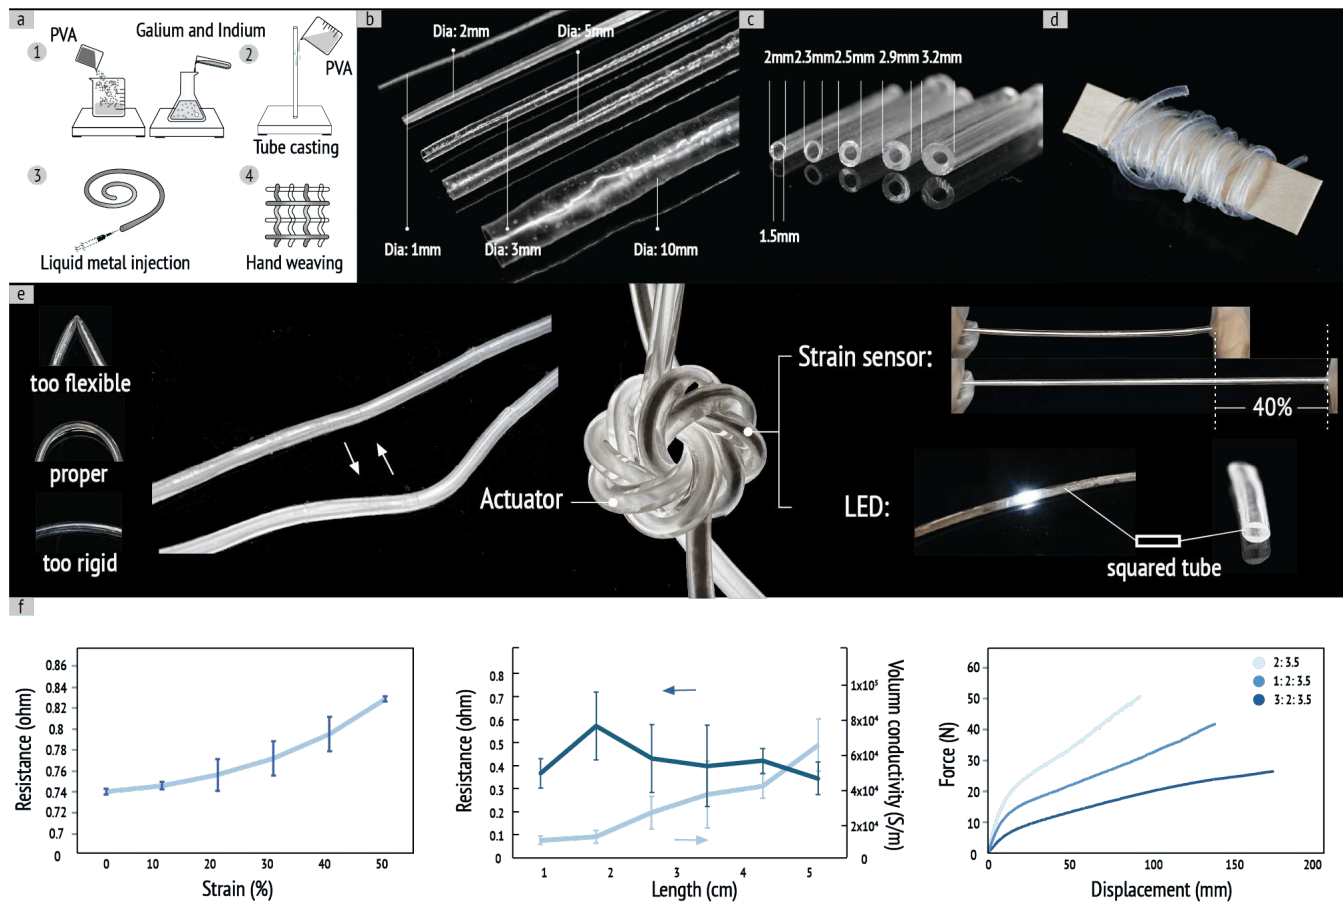 a
PVA
Galium and Indium
1
2
PVA
Tube casting
3
4
Liquid metal injection
Hand weaving
b
Dia: 2mm
Dia: 5mm
Dia: 1mm
Dia: 3mm
Dia: 10mm
c
2mm 2.3mm 2.5mm 2.9mm 3.2mm
1.5mm
d
e
too flexible
proper
too rigid
Actuator
Strain sensor:
40%
LED:
squared tube
f
Resistance (ohm)
0.86
0.84
0.82
0.8
0.78
0.76
0.74
0.72
0.7
0
0 10 20 30 40 50
Strain (%)
Resistance (ohm)
0.8
0.7
0.6
0.5
0.4
0.3
0.2
0.1
0
1 2 3 4 5
Length (cm)
1x10⁵
8x10⁴
6x10⁴
4x10⁴
2x10⁴
0
Volumn conductivity (S/m)
Force (N)
60
50
40
30
20
10
0
0 50 100 150 200
Displacement (mm)
2: 3.5
1: 2: 3.5
3: 2: 3.5